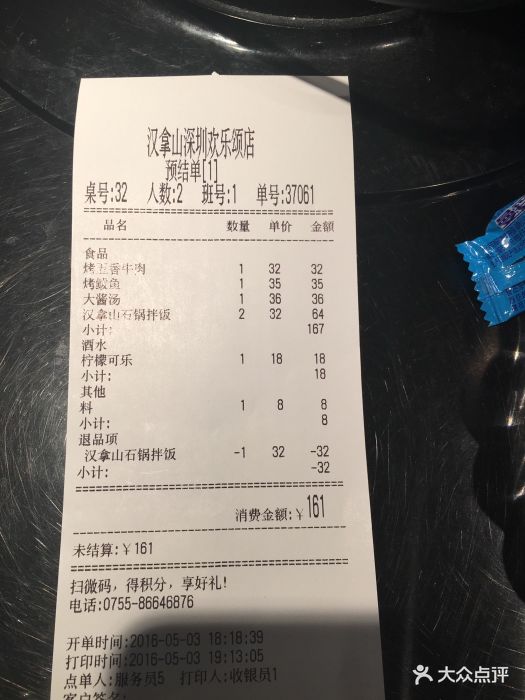 汉拿山深圳欢乐颂店
预结单[1]
桌号:32 人数:2 班号:1 单号:37061
品名 数量 单价 金额
食品
烤五香牛肉 1 32 32
烤鲅鱼 1 35 35
大酱汤 1 36 36
汉拿山石锅拌饭 2 32 64
小计: 167
酒水
柠檬可乐 1 18 18
小计: 18
其他
料 1 8 8
小计: 8
退品项
汉拿山石锅拌饭 -1 32 -32
小计: -32
消费金额:¥161
未结算:¥161
扫微码，得积分，享好礼!
电话:0755-86646876
开单时间:2016-05-03 18:18:39
打印时间:2016-05-03 19:13:05
点单人:服务员5 打印人:收银员1
客户签名:
大众点评